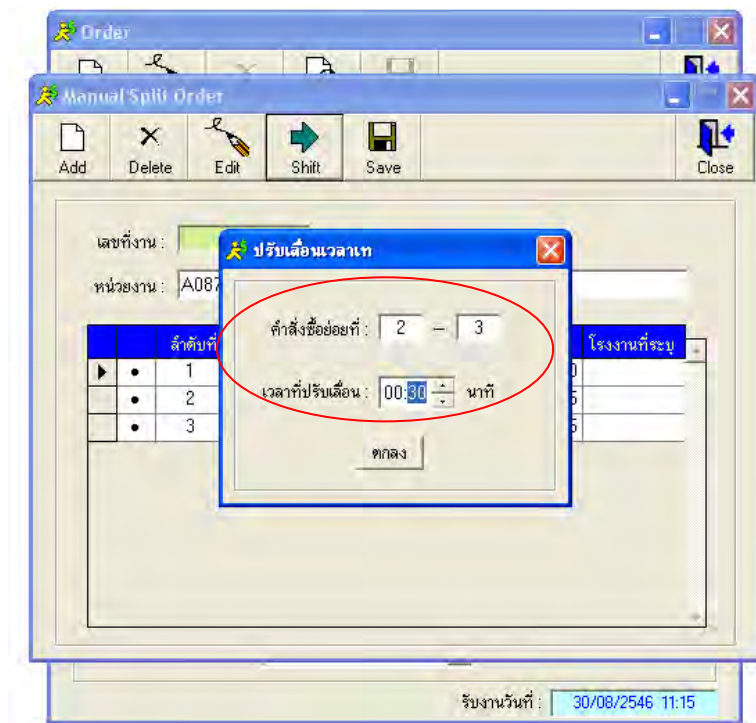 Order
Manual Split Order
Add Delete Edit Shift Save Close
เลขที่งาน :
ปรับเลื่อนเวลาเท
หน่วยงาน : A087
คำสั่งซื้อย่อยที่ : 2 – 3
ลำดับที่ โรงงานที่ระบุ
1 0
2 5
3 5
เวลาที่ปรับเลื่อน : 00:30 นาที
ตกลง
รับงานวันที่ : 30/08/2546 11:15